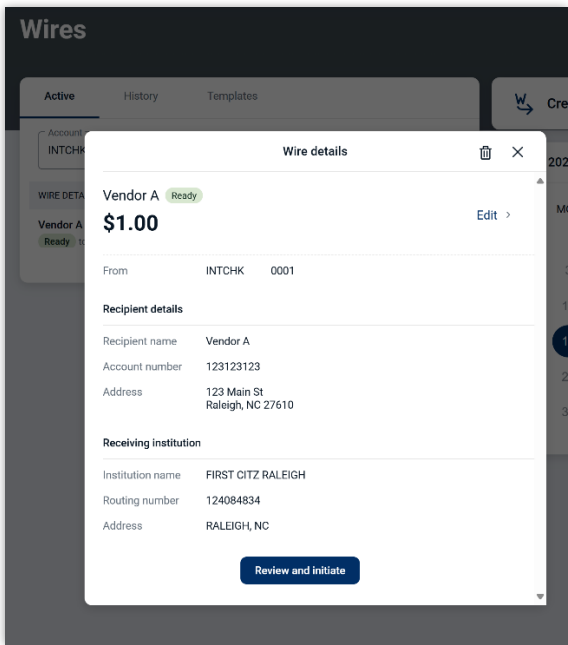 Wires
Active History Templates
Account
INTCHK
WIRE DETA
Vendor A
Ready to
Cre
202
Wire details
Vendor A Ready
$1.00
Edit >
From INTCHK 0001
Recipient details
Recipient name Vendor A
Account number 123123123
Address 123 Main St
Raleigh, NC 27610
Receiving institution
Institution name FIRST CITZ RALEIGH
Routing number 124084834
Address RALEIGH, NC
Review and initiate